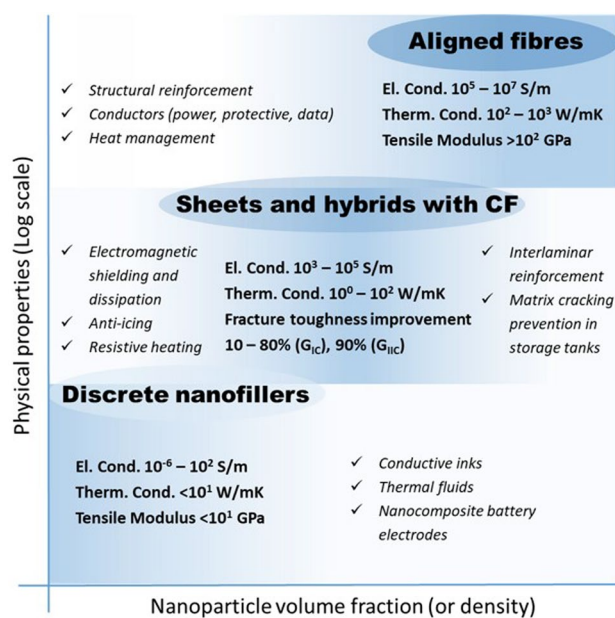 Physical properties (Log scale)
Aligned fibres
✓ Structural reinforcement
✓ Conductors (power, protective, data)
✓ Heat management
El. Cond. 10⁵ – 10⁷ S/m
Therm. Cond. 10² – 10³ W/mK
Tensile Modulus >10² GPa
Sheets and hybrids with CF
✓ Electromagnetic
shielding and
dissipation
✓ Anti-icing
✓ Resistive heating
El. Cond. 10³ – 10⁵ S/m
Therm. Cond. 10⁰ – 10² W/mK
Fracture toughness improvement
10 – 80% (G_IC), 90% (G_IIC)
✓ Interlaminar
reinforcement
✓ Matrix cracking
prevention in
storage tanks
Discrete nanofillers
El. Cond. 10⁻⁶ – 10² S/m
Therm. Cond. <10¹ W/mK
Tensile Modulus <10¹ GPa
✓ Conductive inks
✓ Thermal fluids
✓ Nanocomposite battery
electrodes
Nanoparticle volume fraction (or density)